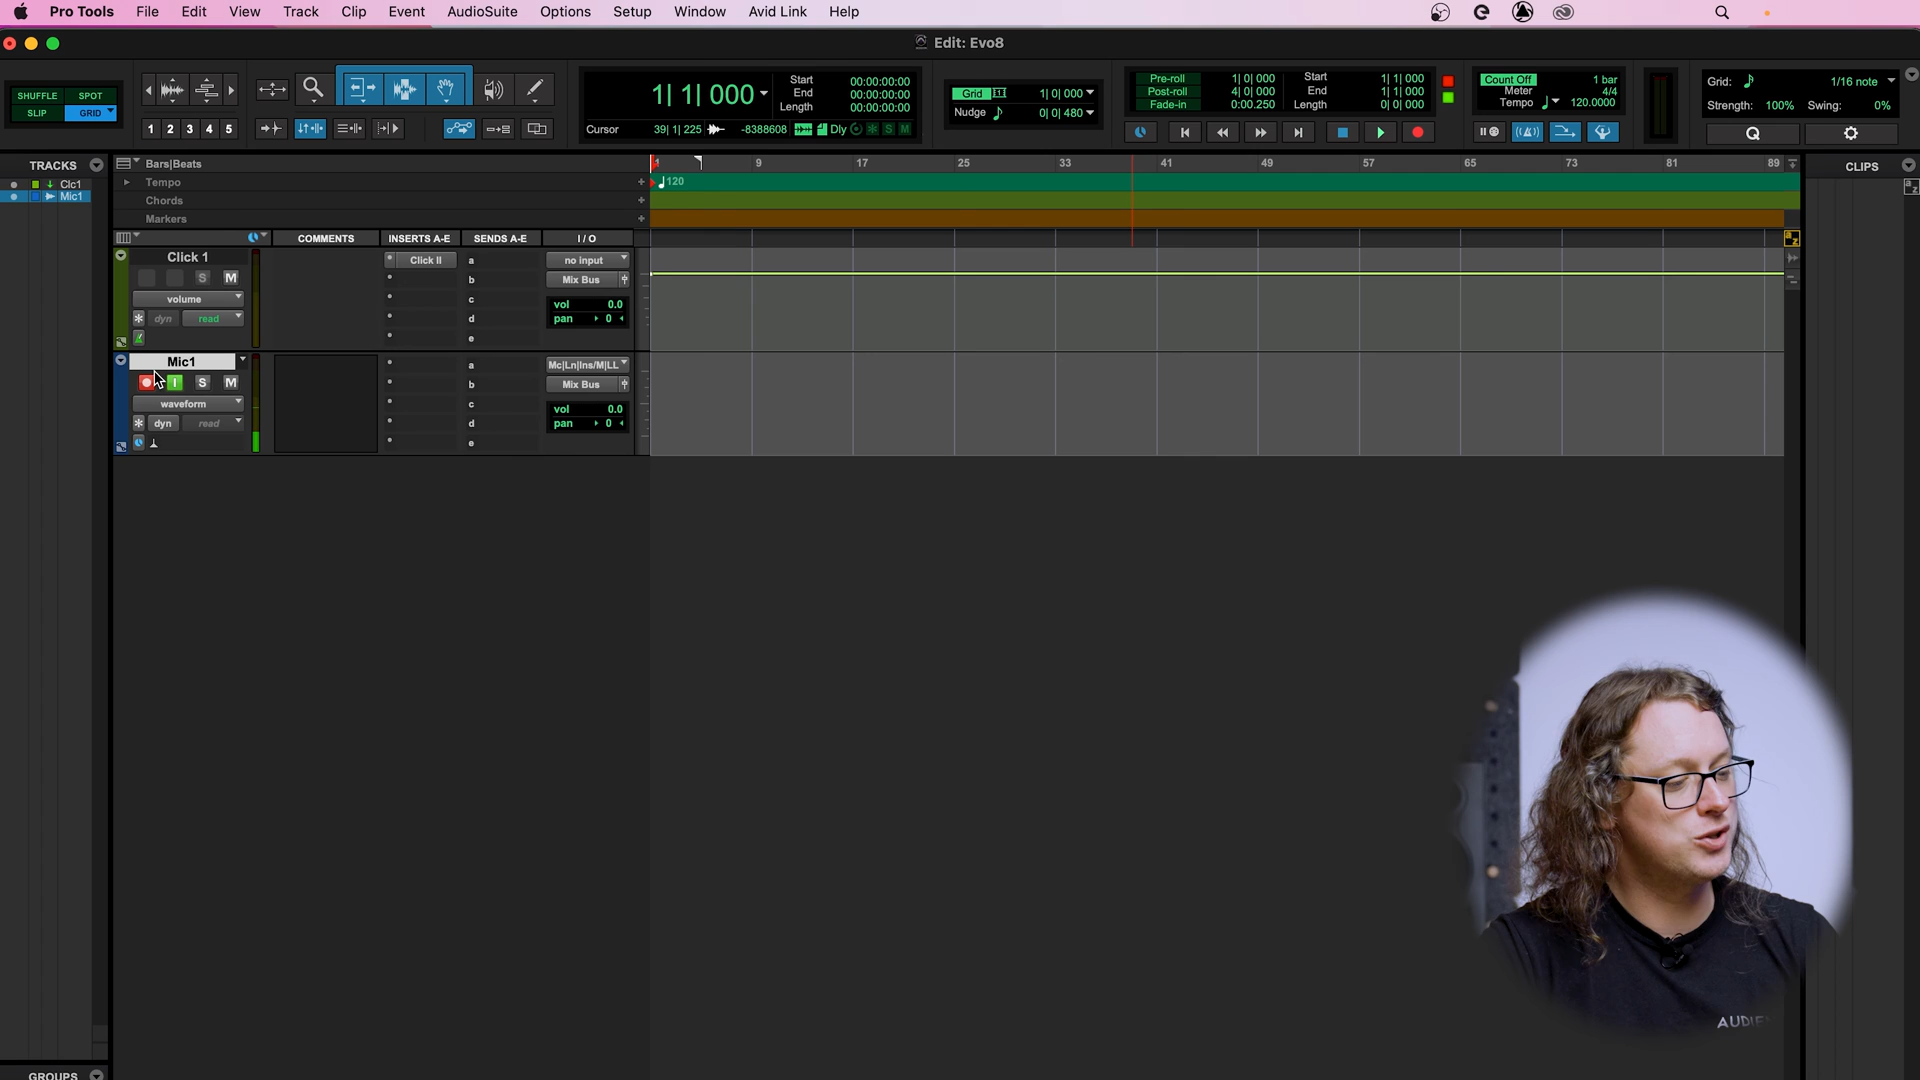 Pro Tools File Edit View Track Clip Event AudioSuite Options Setup Window Avid Link Help
Edit: Evo8
SHUFFLE SPOT
SLIP GRID
1 2 3 4 5
1| 1| 000
Start 00:00:00:00
End 00:00:00:00
Length 00:00:00:00
Cursor 39| 1| 225 -8388608 Dly S M
Grid 1| 0| 000
Nudge 0| 0| 480
Pre-roll 1| 0| 000
Post-roll 4| 0| 000
Fade-in 0:00.250
Start 1| 1| 000
End 1| 1| 000
Length 0| 0| 000
Count Off 1 bar
Meter 4/4
Tempo 120.0000
Grid: 1/16 note
Strength: 100% Swing: 0%
Q
TRACKS
Clc1
Mic1
Bars|Beats
Tempo
Chords
Markers
1 9 17 25 33 41 49 57 65 73 81 89
120
CLIPS
a z
COMMENTS INSERTS A-E SENDS A-E I / O
Click 1
S M
volume
dyn read
Click II
a
b
c
d
e
no input
Mix Bus
vol 0.0
pan 0
Mic1
I S M
waveform
dyn read
a
b
c
d
e
Mc|Ln|Ins/M|LL
Mix Bus
vol 0.0
pan 0
GROUPS